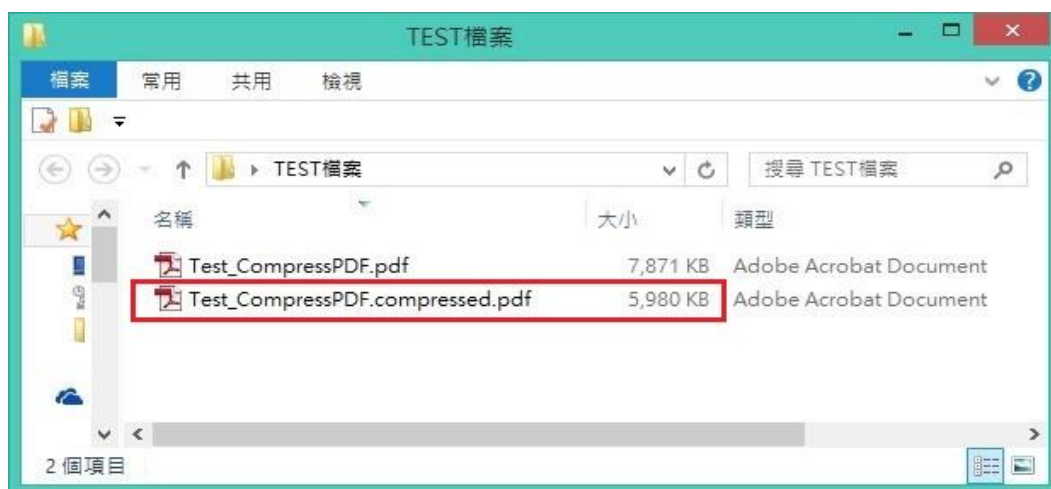 TEST檔案
檔案 常用 共用 檢視
TEST檔案 搜尋 TEST檔案
名稱 大小 類型
Test_CompressPDF.pdf 7,871 KB Adobe Acrobat Document
Test_CompressPDF.compressed.pdf 5,980 KB Adobe Acrobat Document
2 個項目